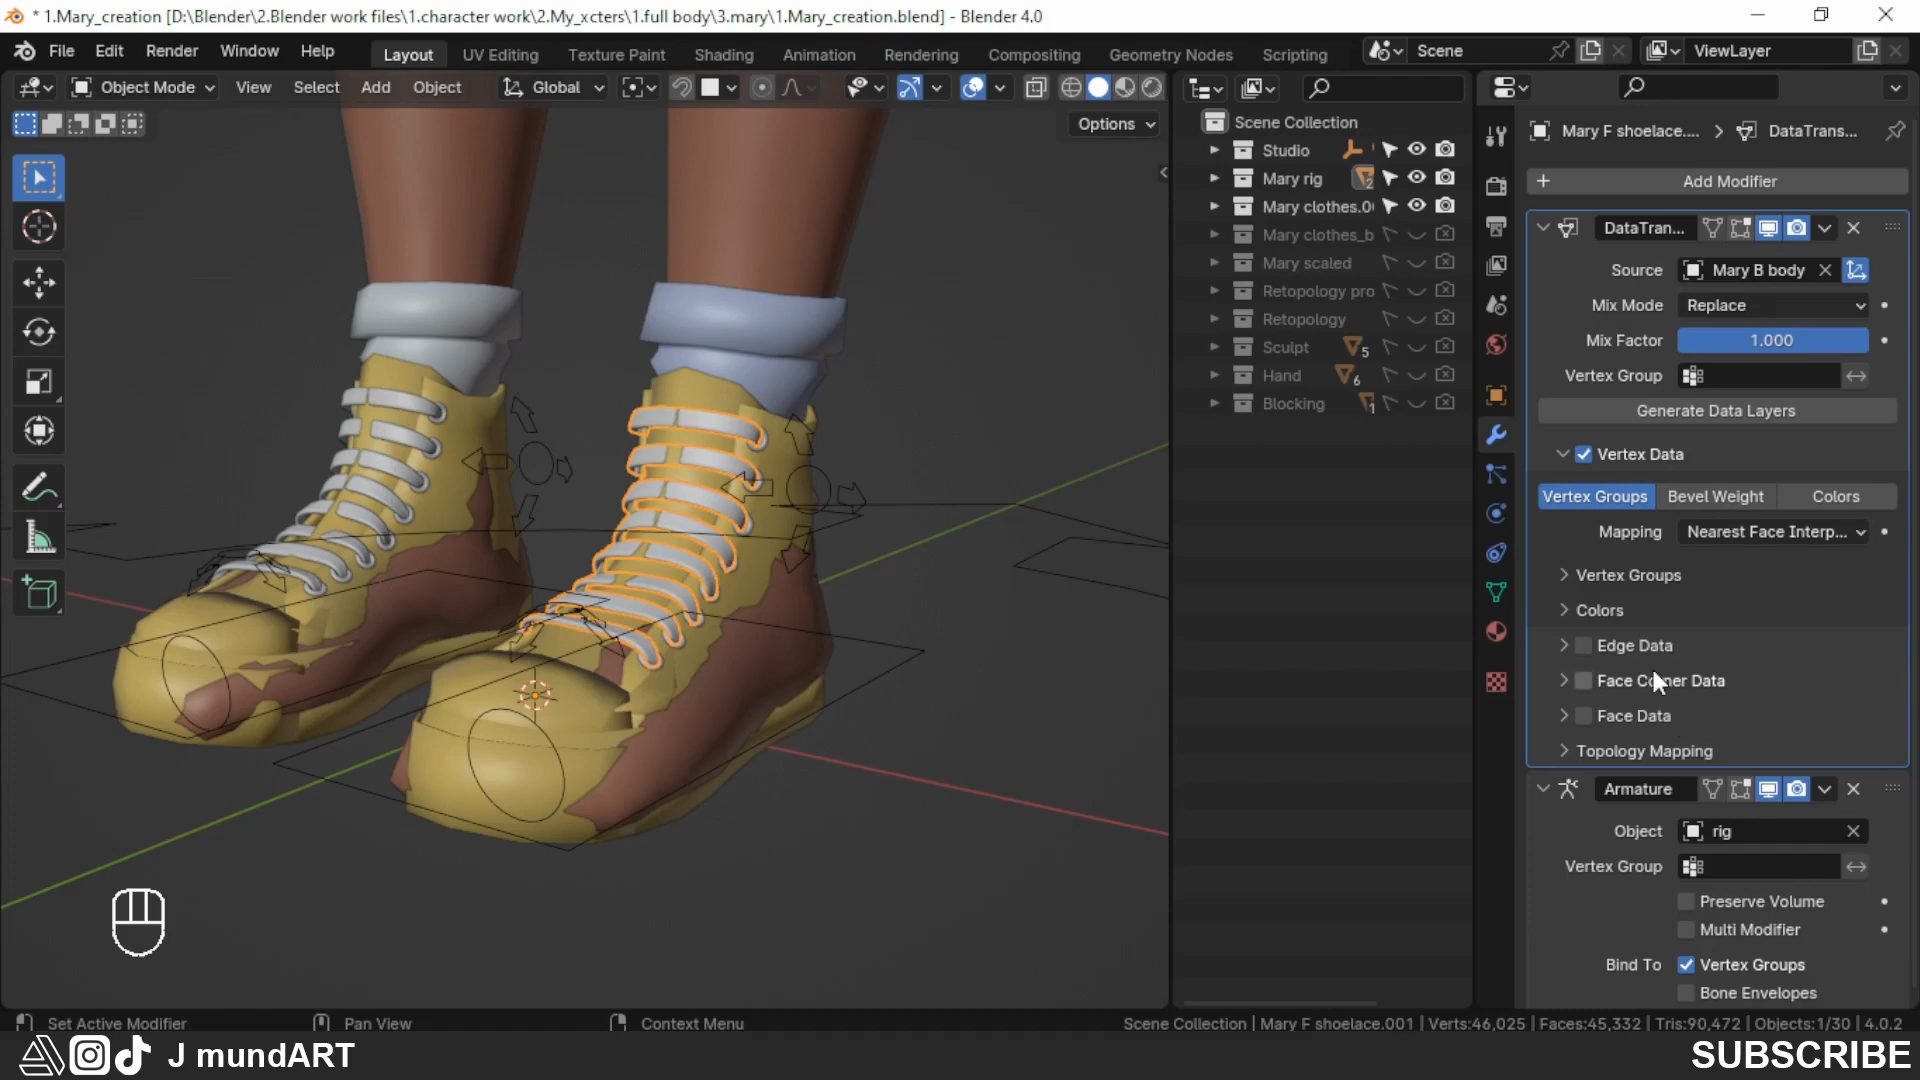 * 1.Mary_creation [D:\Blender\2.Blender work files\1.character work\2.My_xcters\1.full body\3.mary\1.Mary_creation.blend] - Blender 4.0
File Edit Render Window Help
Layout UV Editing Texture Paint Shading Animation Rendering Compositing Geometry Nodes Scripting
Scene
ViewLayer
Object Mode View Select Add Object
Global
Options
Scene Collection
Studio
Mary rig 2
Mary clothes.0
Mary clothes_b
Mary scaled
Retopology pro
Retopology
Sculpt 5
Hand 6
Blocking 1
Mary F shoelace.... DataTrans...
Add Modifier
DataTran...
Source Mary B body
Mix Mode Replace
Mix Factor 1.000
Vertex Group
Generate Data Layers
Vertex Data
Vertex Groups Bevel Weight Colors
Mapping Nearest Face Interp...
Vertex Groups
Colors
Edge Data
Face Corner Data
Face Data
Topology Mapping
Armature
Object rig
Vertex Group
Preserve Volume
Multi Modifier
Bind To Vertex Groups
Bone Envelopes
Set Active Modifier Pan View Context Menu
Scene Collection | Mary F shoelace.001 | Verts:46,025 | Faces:45,332 | Tris:90,472 | Objects:1/30 | 4.0.2
J mundART
SUBSCRIBE